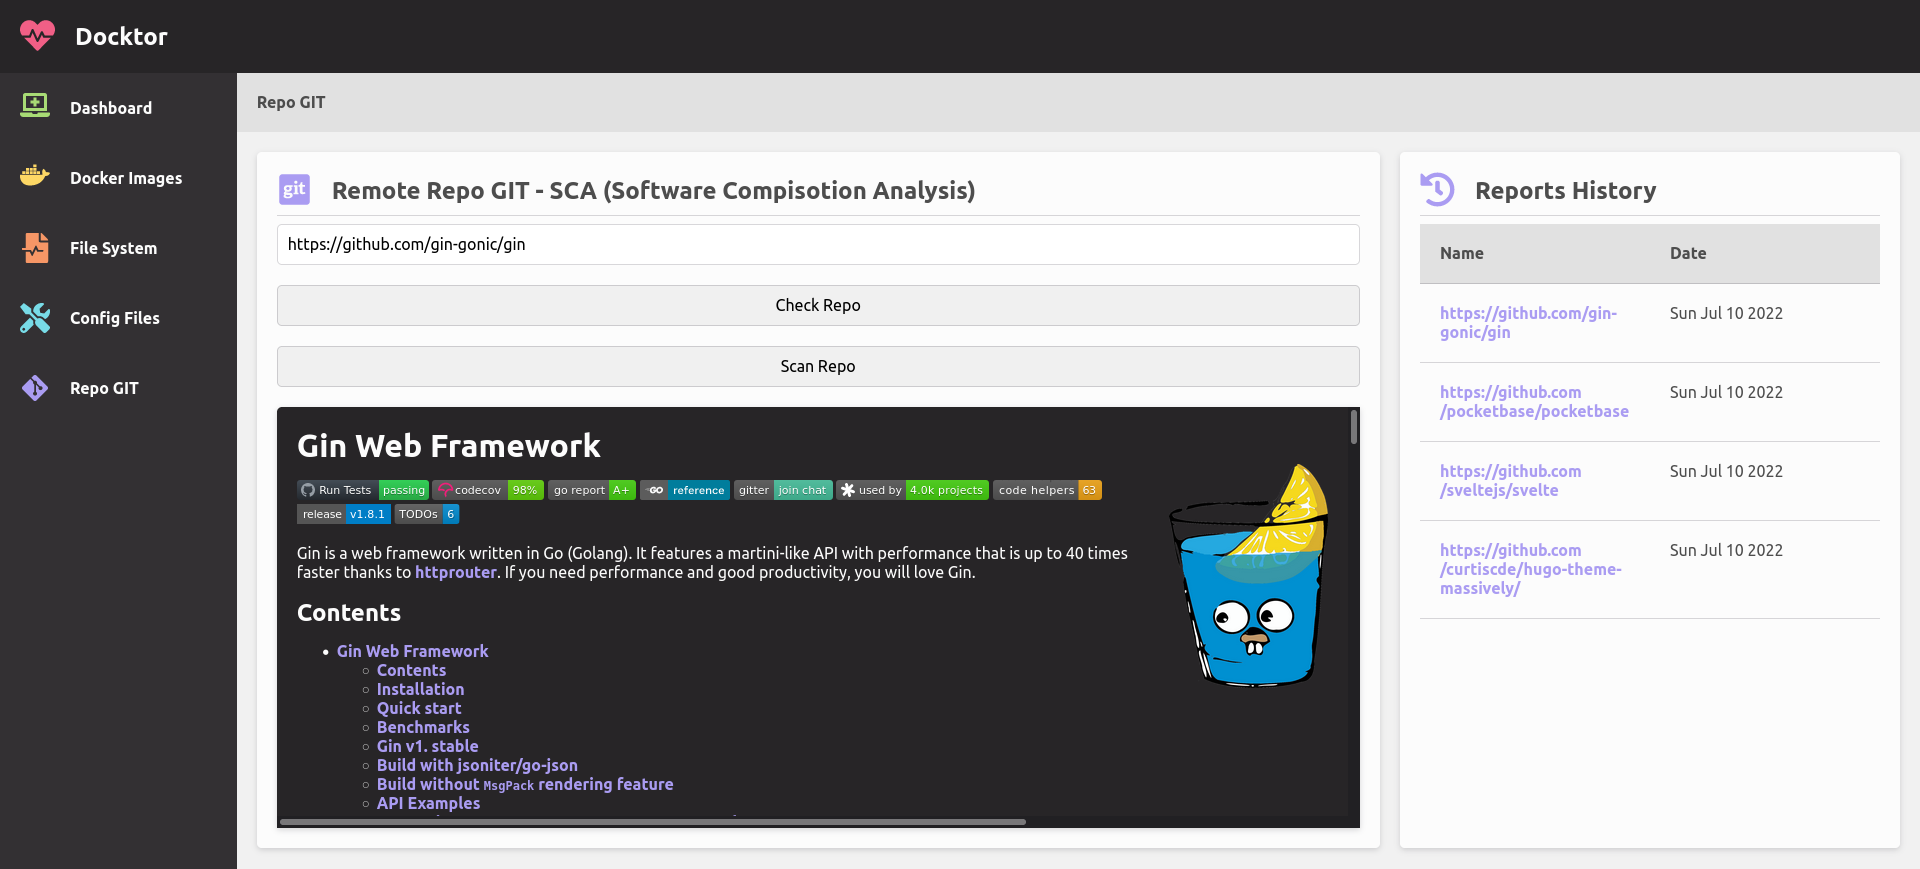 Docktor
Dashboard
Docker Images
File System
Config Files
Repo GIT
Repo GIT
git
Remote Repo GIT - SCA (Software Compisotion Analysis)
https://github.com/gin-gonic/gin
Check Repo
Scan Repo
Gin Web Framework
Run Tests passing codecov 98% go report A+ GO reference gitter join chat used by 4.0k projects code helpers 63
release v1.8.1 TODOs 6
Gin is a web framework written in Go (Golang). It features a martini-like API with performance that is up to 40 times
faster thanks to httprouter. If you need performance and good productivity, you will love Gin.
Contents
Gin Web Framework
Contents
Installation
Quick start
Benchmarks
Gin v1. stable
Build with jsoniter/go-json
Build without MsgPack rendering feature
API Examples
Reports History
Name Date
https://github.com/gin- Sun Jul 10 2022
gonic/gin
https://github.com Sun Jul 10 2022
/pocketbase/pocketbase
https://github.com Sun Jul 10 2022
/sveltejs/svelte
https://github.com Sun Jul 10 2022
/curtiscde/hugo-theme-
massively/